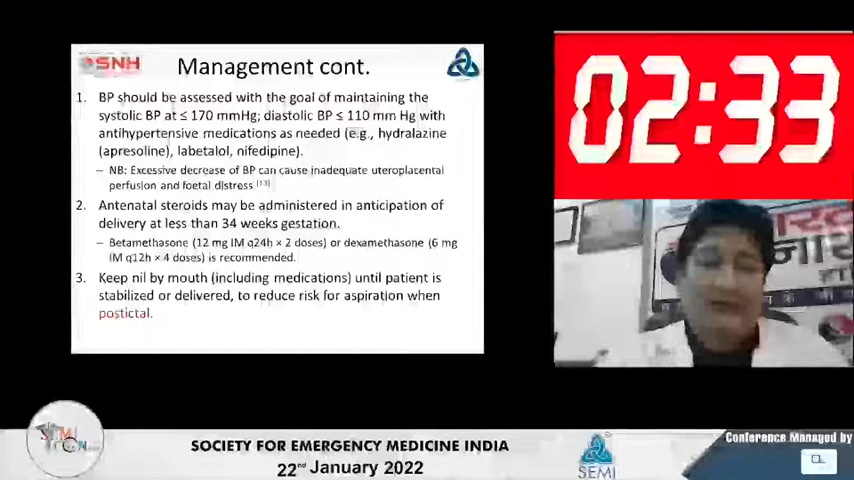 SNH
Management cont.
1. BP should be assessed with the goal of maintaining the
systolic BP at ≤ 170 mmHg; diastolic BP ≤ 110 mm Hg with
antihypertensive medications as needed (e.g., hydralazine
(apresoline), labetalol, nifedipine).
– NB: Excessive decrease of BP can cause inadequate uteroplacental
perfusion and foetal distress [13]
2. Antenatal steroids may be administered in anticipation of
delivery at less than 34 weeks gestation.
– Betamethasone (12 mg IM q24h × 2 doses) or dexamethasone (6 mg
IM q12h × 4 doses) is recommended.
3. Keep nil by mouth (including medications) until patient is
stabilized or delivered, to reduce risk for aspiration when
postictal.
02:33
SOCIETY FOR EMERGENCY MEDICINE INDIA
22nd January 2022
SEMI
Conference Managed by